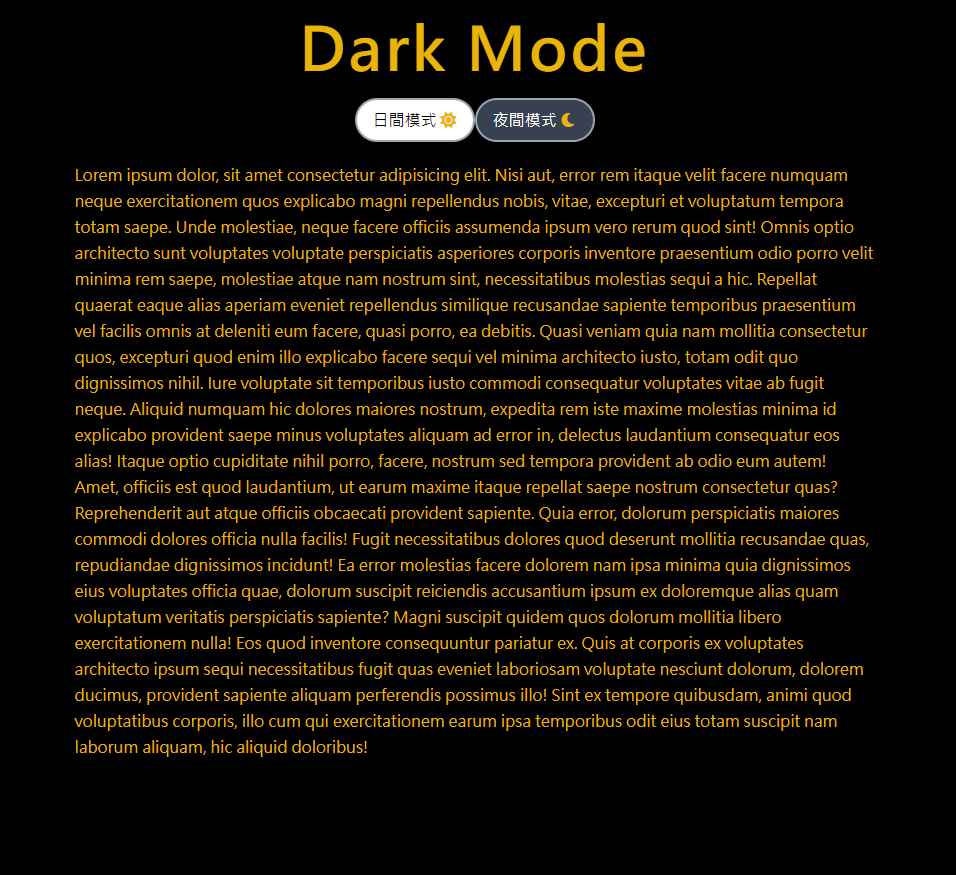 Dark Mode
日間模式
夜間模式
Lorem ipsum dolor, sit amet consectetur adipisicing elit. Nisi aut, error rem itaque velit facere numquam
neque exercitationem quos explicabo magni repellendus nobis, vitae, excepturi et voluptatum tempora
totam saepe. Unde molestiae, neque facere officiis assumenda ipsum vero rerum quod sint! Omnis optio
architecto sunt voluptates voluptate perspiciatis asperiores corporis inventore praesentium odio porro velit
minima rem saepe, molestiae atque nam nostrum sint, necessitatibus molestias sequi a hic. Repellat
quaerat eaque alias aperiam eveniet repellendus similique recusandae sapiente temporibus praesentium
vel facilis omnis at deleniti eum facere, quasi porro, ea debitis. Quasi veniam quia nam mollitia consectetur
quos, excepturi quod enim illo explicabo facere sequi vel minima architecto iusto, totam odit quo
dignissimos nihil. Iure voluptate sit temporibus iusto commodi consequatur voluptates vitae ab fugit
neque. Aliquid numquam hic dolores maiores nostrum, expedita rem iste maxime molestias minima id
explicabo provident saepe minus voluptates aliquam ad error in, delectus laudantium consequatur eos
alias! Itaque optio cupiditate nihil porro, facere, nostrum sed tempora provident ab odio eum autem!
Amet, officiis est quod laudantium, ut earum maxime itaque repellat saepe nostrum consectetur quas?
Reprehenderit aut atque officiis obcaecati provident sapiente. Quia error, dolorum perspiciatis maiores
commodi dolores officia nulla facilis! Fugit necessitatibus dolores quod deserunt mollitia recusandae quas,
repudiandae dignissimos incidunt! Ea error molestias facere dolorem nam ipsa minima quia dignissimos
eius voluptates officia quae, dolorum suscipit reiciendis accusantium ipsum ex doloremque alias quam
voluptatum veritatis perspiciatis sapiente? Magni suscipit quidem quos dolorum mollitia libero
exercitationem nulla! Eos quod inventore consequuntur pariatur ex. Quis at corporis ex voluptates
architecto ipsum sequi necessitatibus fugit quas eveniet laboriosam voluptate nesciunt dolorum, dolorem
ducimus, provident sapiente aliquam perferendis possimus illo! Sint ex tempore quibusdam, animi quod
voluptatibus corporis, illo cum qui exercitationem earum ipsa temporibus odit eius totam suscipit nam
laborum aliquam, hic aliquid doloribus!